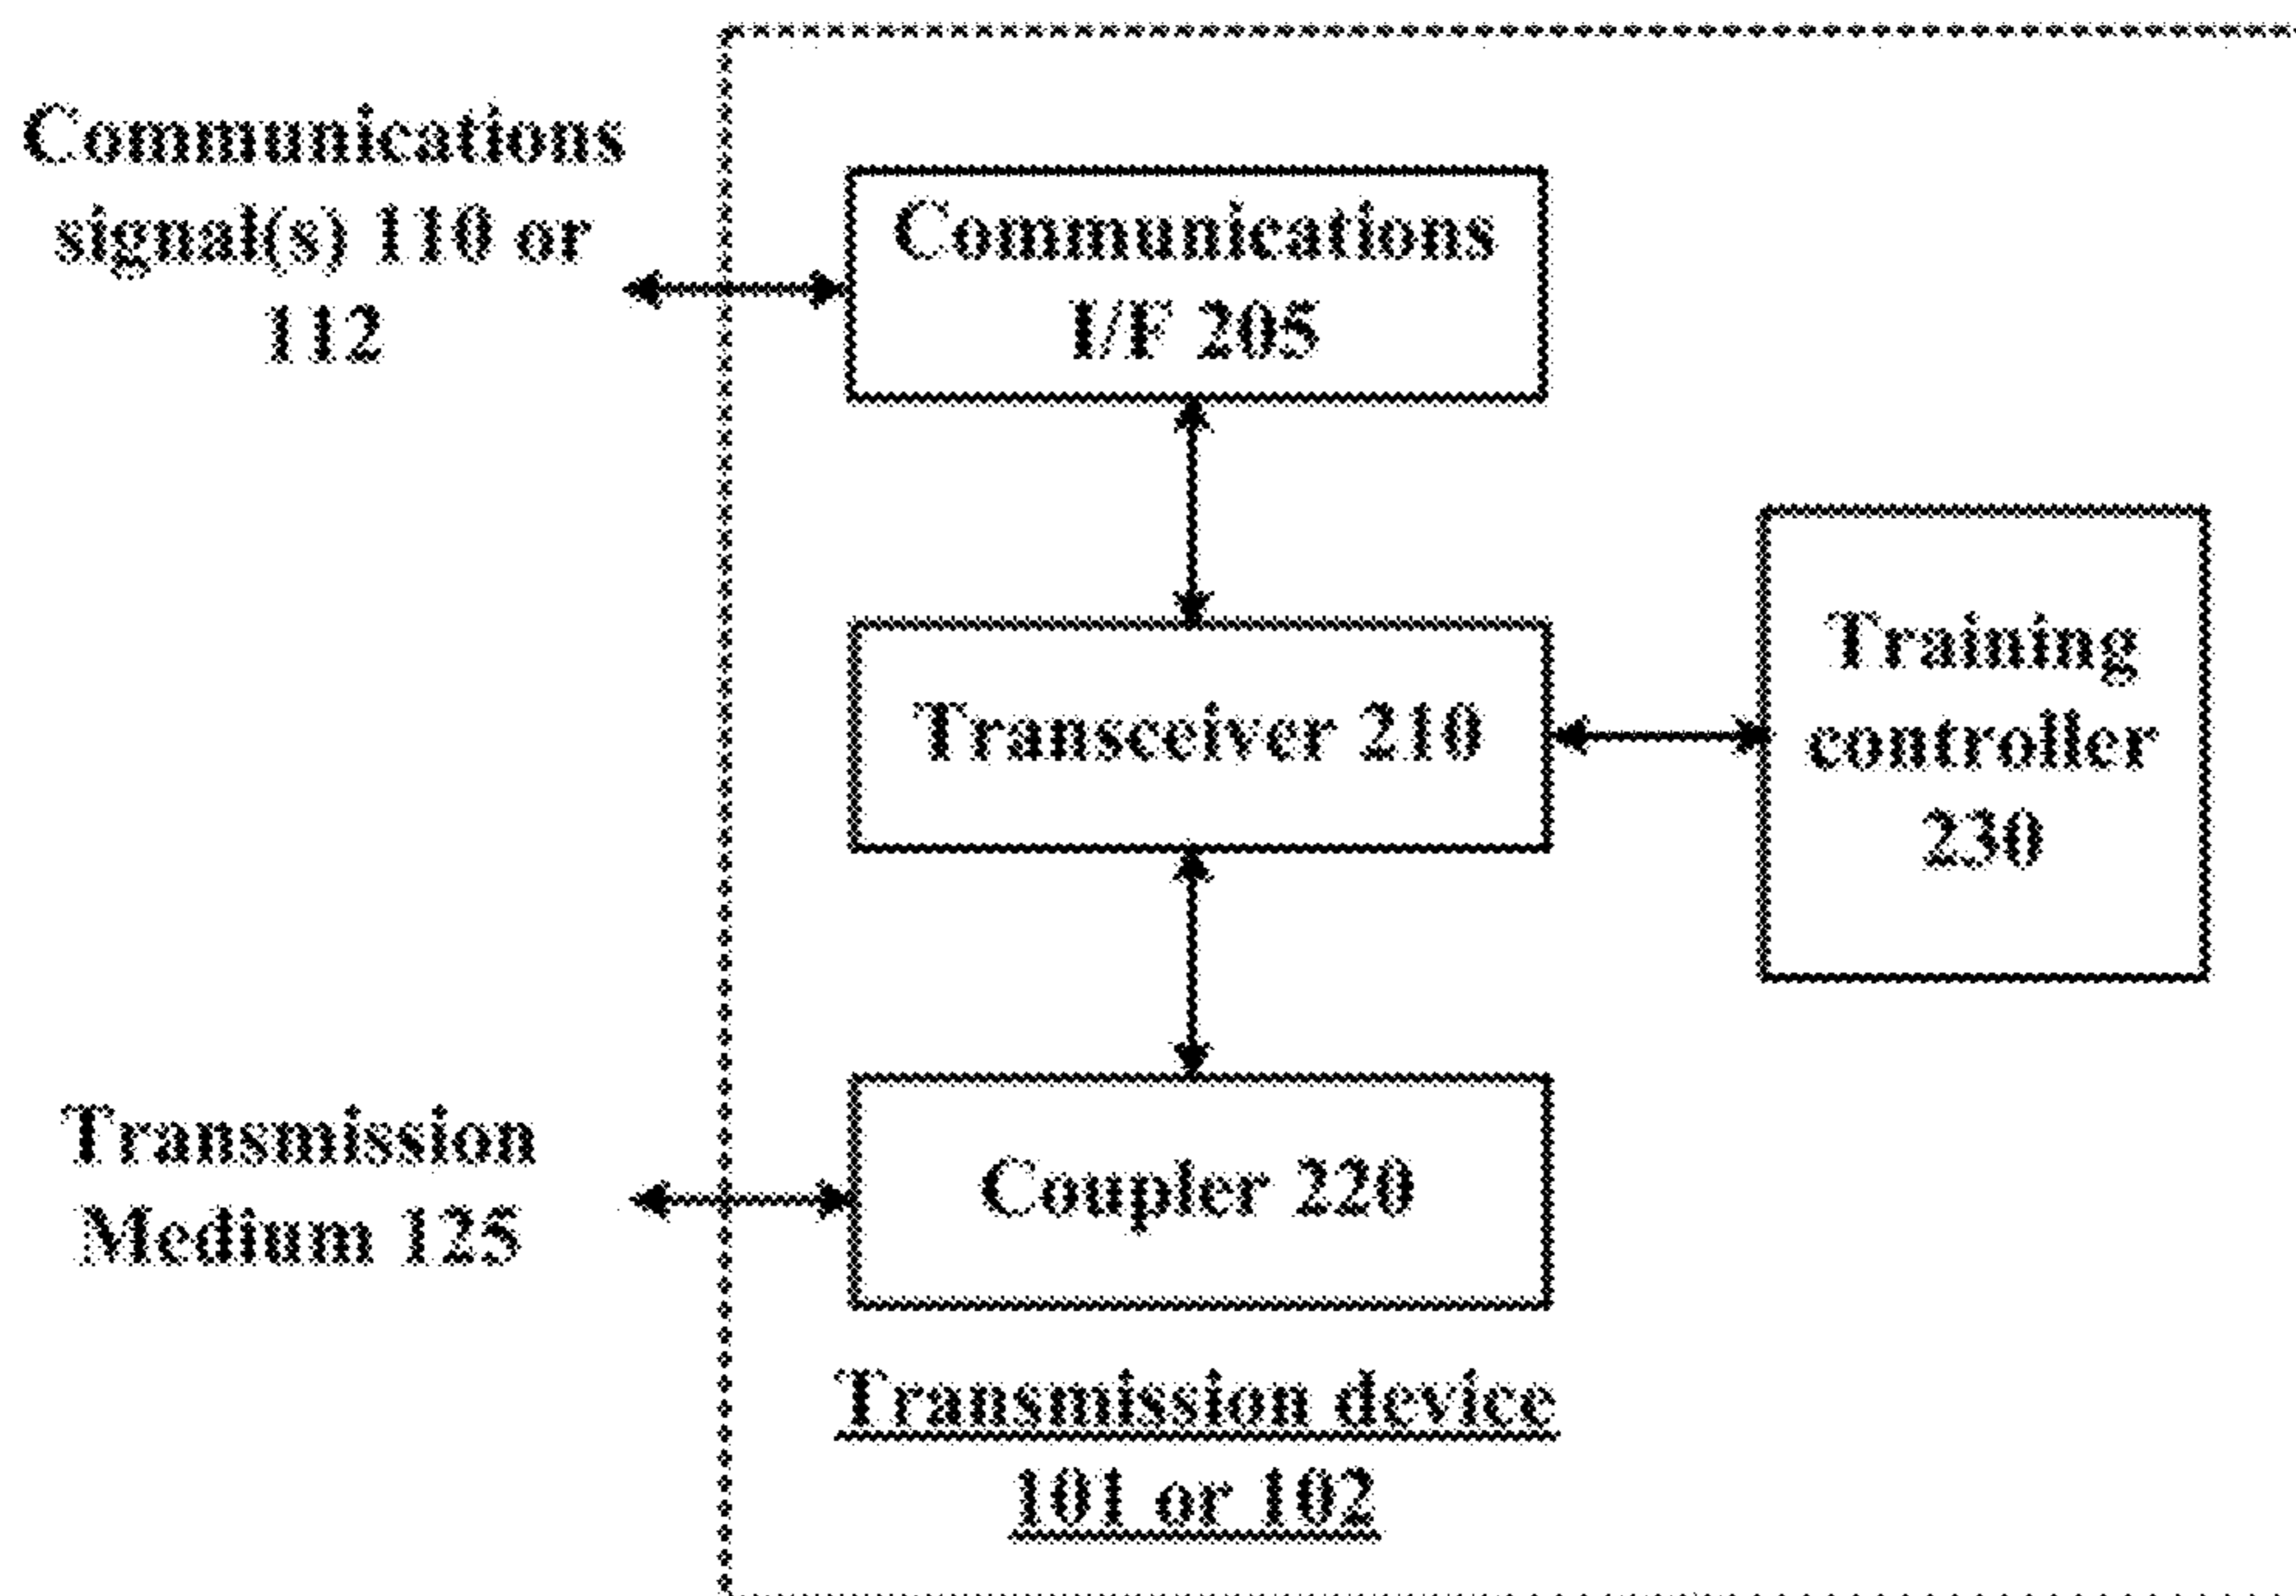 Communications
signal(s) 110 or
112
Communications
I/F 205
Training
controller
230
Transceiver 210
Transmission
Medium 125
Coupler 220
Transmission device
101 or 102